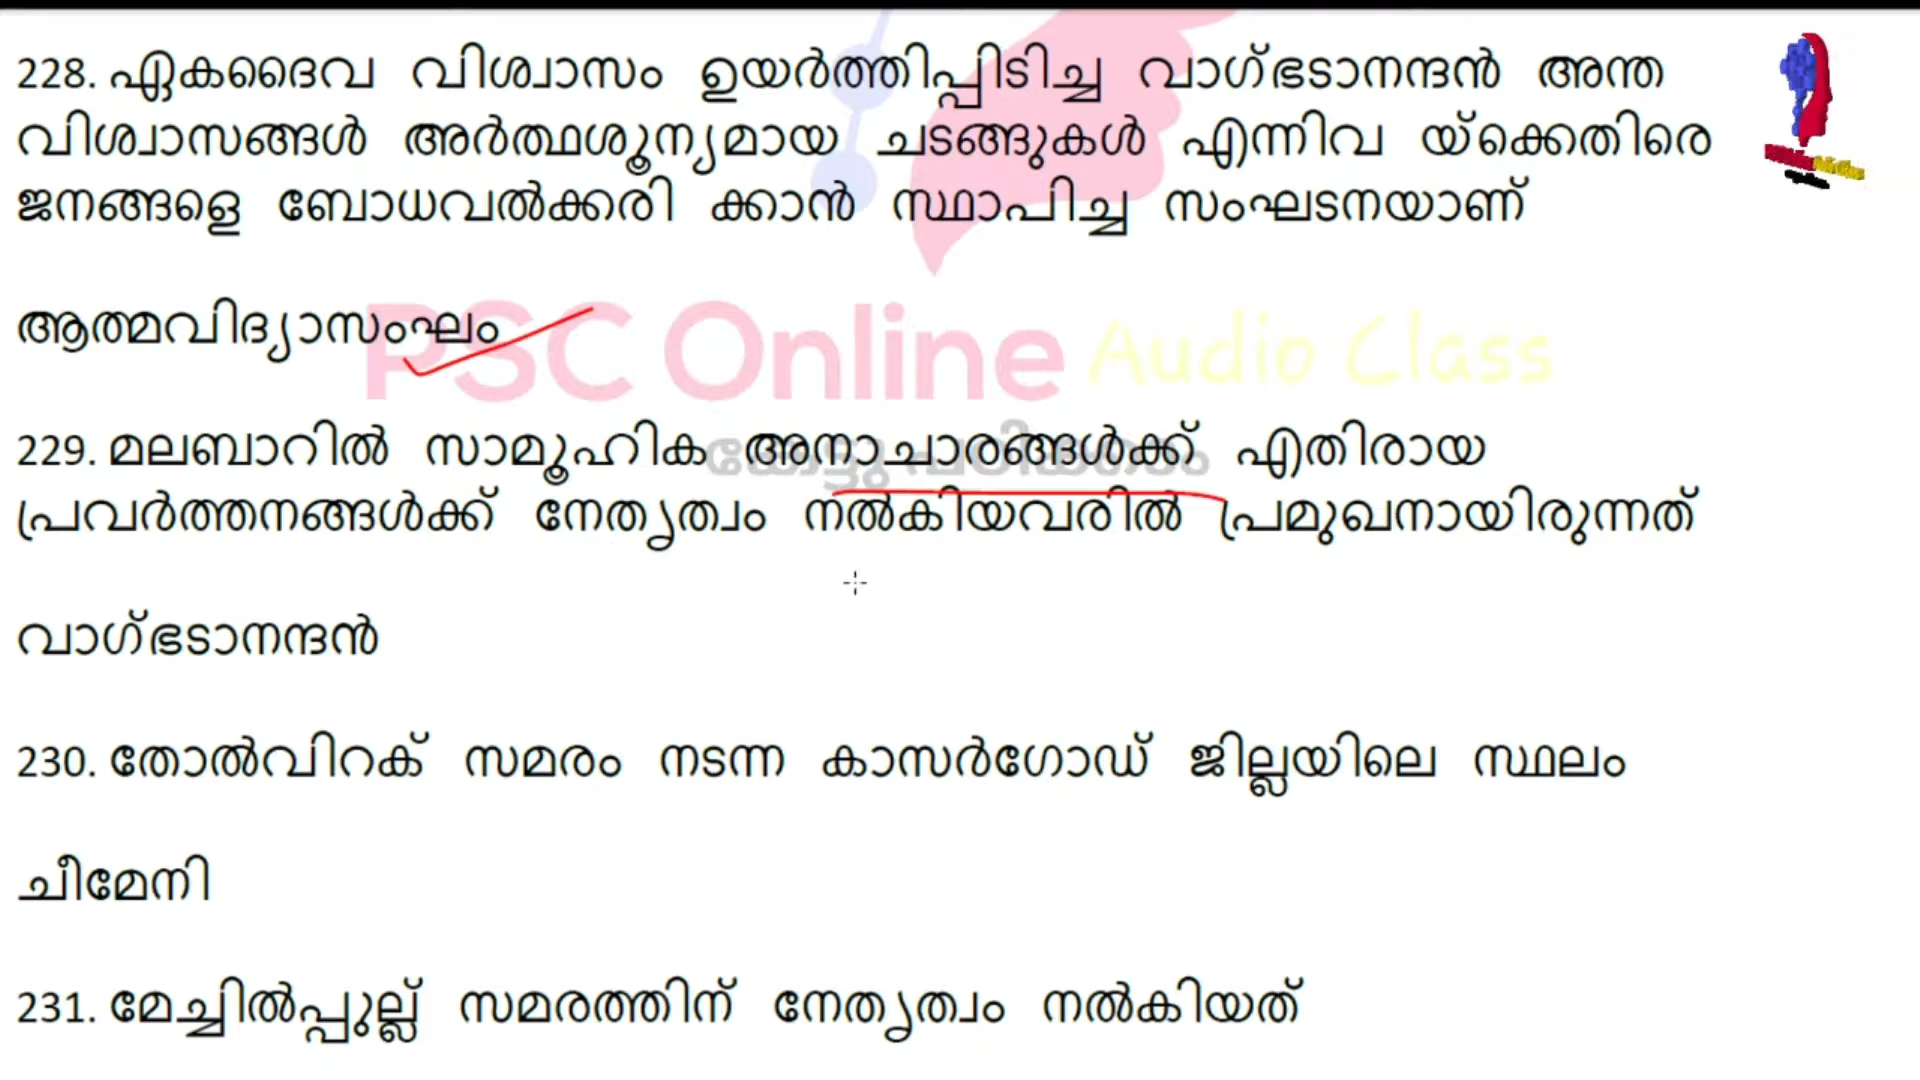 228. ഏകദൈവ വിശ്വാസം ഉയർത്തിപ്പിടിച്ച വാഗ്ഭടാനന്ദൻ അന്ത
വിശ്വാസങ്ങൾ അർത്ഥശൂന്യമായ ചടങ്ങുകൾ എന്നിവ യ്ക്കെതിരെ
ജനങ്ങളെ ബോധവൽക്കരി ക്കാൻ സ്ഥാപിച്ച സംഘടനയാണ്
ആത്മവിദ്യാസംഘം
PSC Online Audio Class
കേട്ടു പഠിക്കാം
229. മലബാറിൽ സാമൂഹിക അനാചാരങ്ങൾക്ക് എതിരായ
പ്രവർത്തനങ്ങൾക്ക് നേതൃത്വം നൽകിയവരിൽ പ്രമുഖനായിരുന്നത്
വാഗ്ഭടാനന്ദൻ
230. തോൽവിറക് സമരം നടന്ന കാസർഗോഡ് ജില്ലയിലെ സ്ഥലം
ചീമേനി
231. മേച്ചിൽപ്പുല്ല് സമരത്തിന് നേതൃത്വം നൽകിയത്